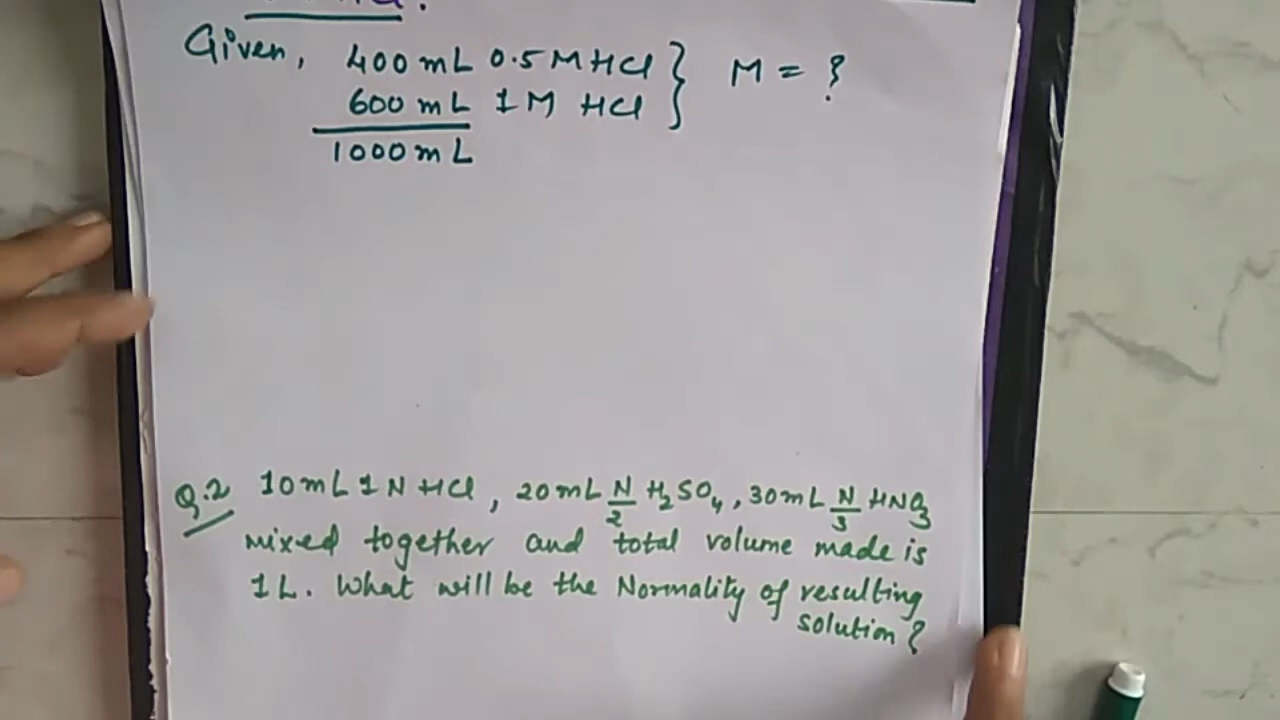 Given, 400 mL 0.5 M HCl } M = ?
600 mL 1 M HCl
1000 mL
Q.2 10 mL 1 N HCl, 20 mL N/2 H₂SO₄, 30 mL N/3 HNO₃
mixed together and total volume made is
1 L. What will be the Normality of resulting
solution ?